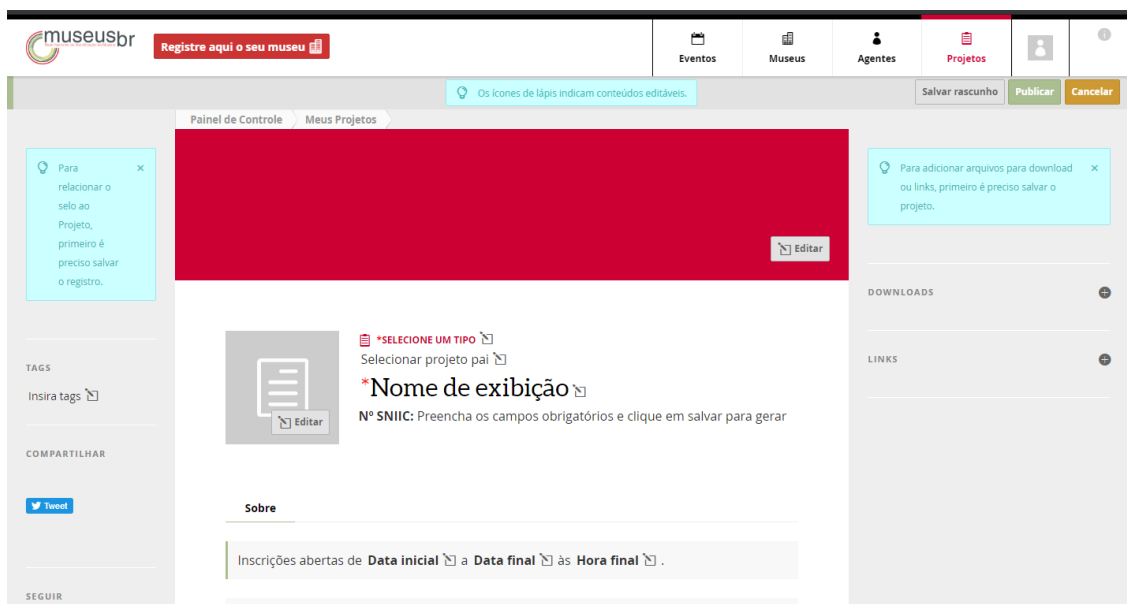 museusbr
Registre aqui o seu museu
Eventos
Museus
Agentes
Projetos
Os ícones de lápis indicam conteúdos editáveis.
Salvar rascunho
Publicar
Cancelar
Painel de Controle
Meus Projetos
Para
relacionar o
selo ao
Projeto,
primeiro é
preciso salvar
o registro.
×
Editar
Para adicionar arquivos para download
ou links, primeiro é preciso salvar o
projeto.
×
DOWNLOADS
LINKS
TAGS
Insira tags
COMPARTILHAR
Tweet
SEGUIR
Editar
*SELECIONE UM TIPO
Selecionar projeto pai
*Nome de exibição
Nº SNIIC: Preencha os campos obrigatórios e clique em salvar para gerar
Sobre
Inscrições abertas de Data inicial a Data final às Hora final .